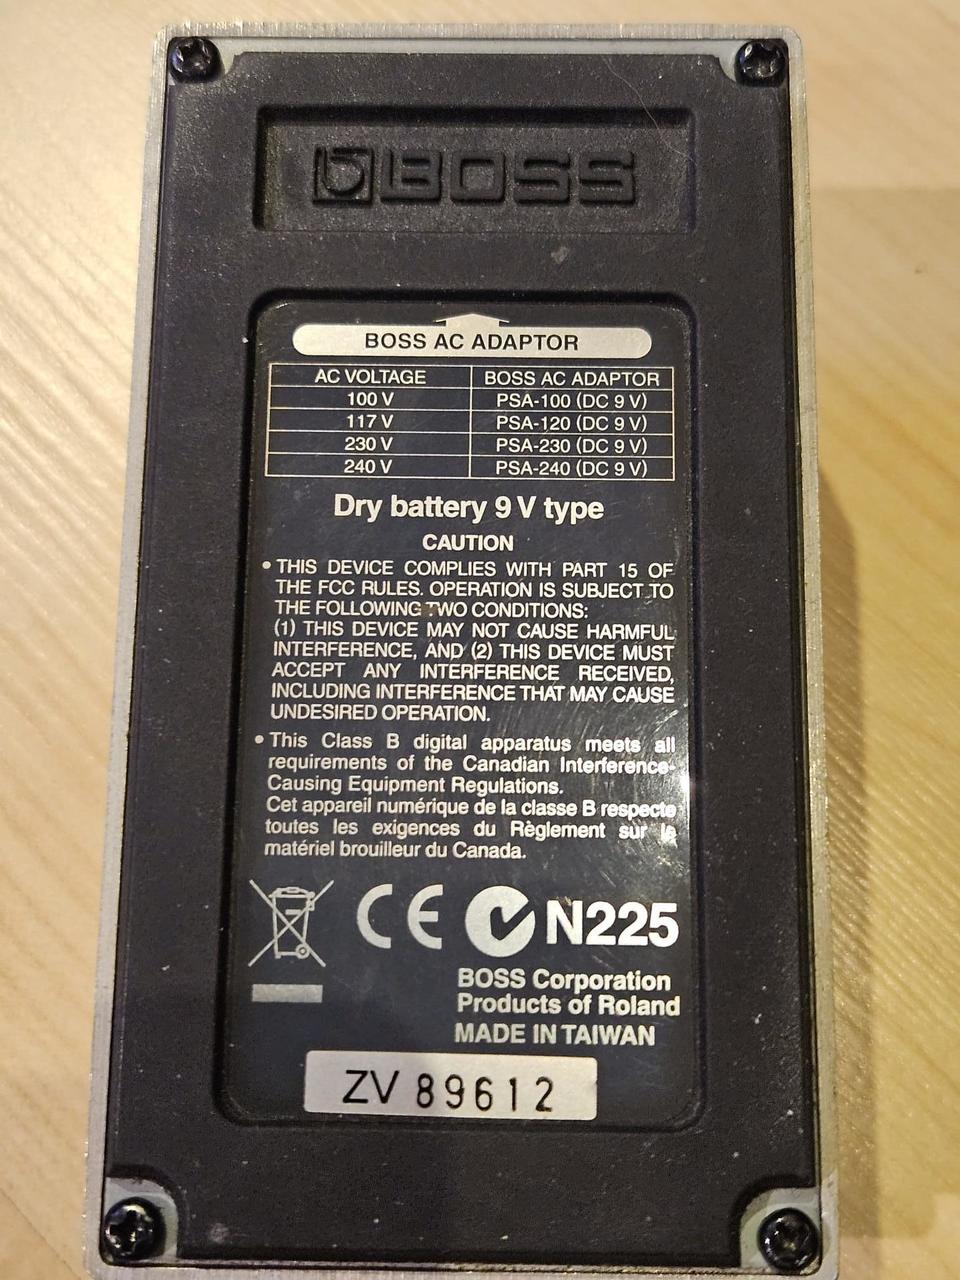 BOSS
BOSS AC ADAPTOR
AC VOLTAGE BOSS AC ADAPTOR
100 V PSA-100 (DC 9 V)
117 V PSA-120 (DC 9 V)
230 V PSA-230 (DC 9 V)
240 V PSA-240 (DC 9 V)
Dry battery 9 V type
CAUTION
• THIS DEVICE COMPLIES WITH PART 15 OF
THE FCC RULES. OPERATION IS SUBJECT TO
THE FOLLOWING TWO CONDITIONS:
(1) THIS DEVICE MAY NOT CAUSE HARMFUL
INTERFERENCE, AND (2) THIS DEVICE MUST
ACCEPT ANY INTERFERENCE RECEIVED,
INCLUDING INTERFERENCE THAT MAY CAUSE
UNDESIRED OPERATION.
• This Class B digital apparatus meets all
requirements of the Canadian Interference-
Causing Equipment Regulations.
Cet appareil numérique de la classe B respecte
toutes les exigences du Règlement sur le
matériel brouilleur du Canada.
CE N225
BOSS Corporation
Products of Roland
MADE IN TAIWAN
ZV 89612